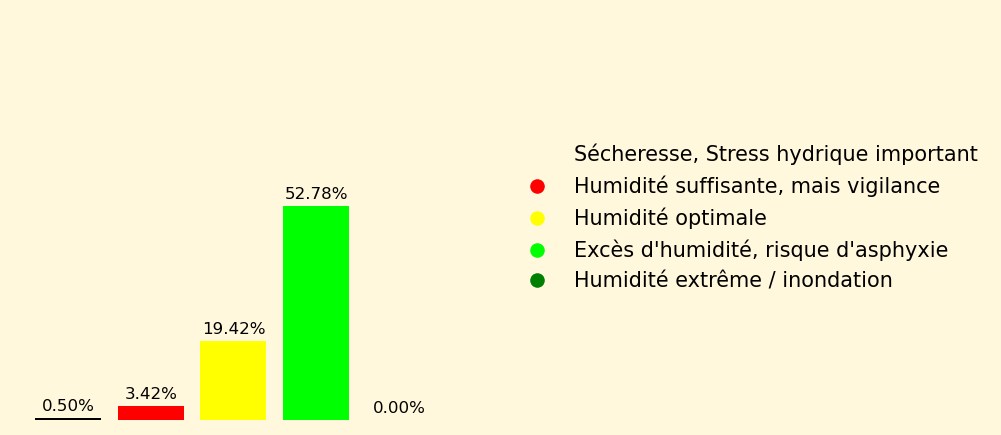 52.78%
19.42%
3.42%
0.50%
0.00%
Sécheresse, Stress hydrique important
Humidité suffisante, mais vigilance
Humidité optimale
Excès d'humidité, risque d'asphyxie
Humidité extrême / inondation